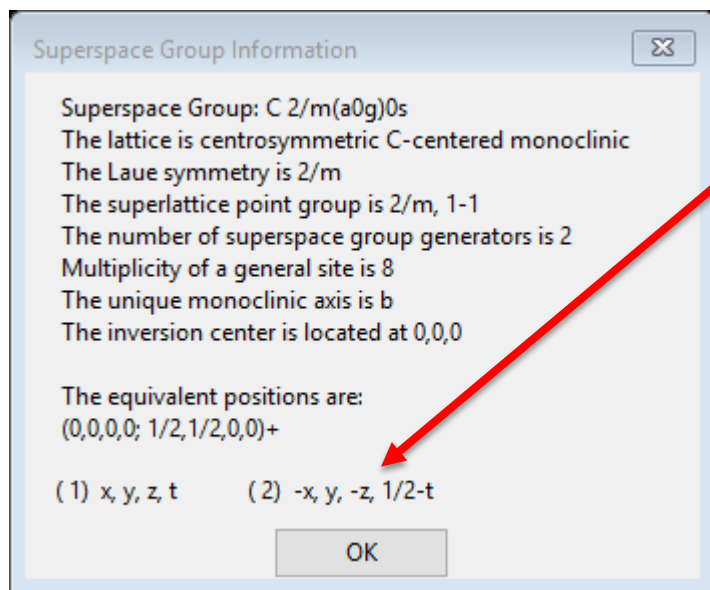 Superspace Group Information
Superspace Group: C 2/m(a0g)0s
The lattice is centrosymmetric C-centered monoclinic
The Laue symmetry is 2/m
The superlattice point group is 2/m, 1-1
The number of superspace group generators is 2
Multiplicity of a general site is 8
The unique monoclinic axis is b
The inversion center is located at 0,0,0
The equivalent positions are:
(0,0,0,0; 1/2,1/2,0,0)+
( 1) x, y, z, t ( 2) -x, y, -z, 1/2-t
OK